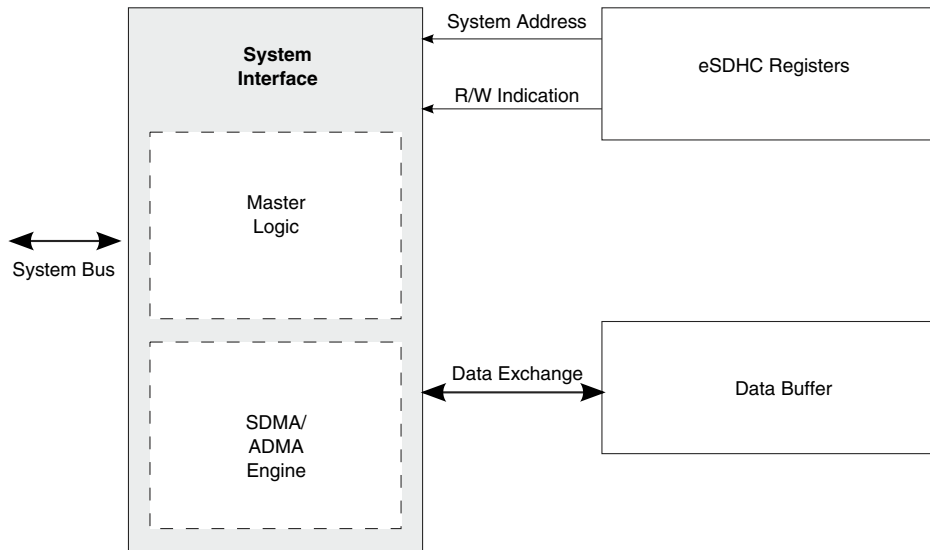 System
Interface
System Address
eSDHC Registers
R/W Indication
Master
Logic
System Bus
Data Exchange
Data Buffer
SDMA/
ADMA
Engine